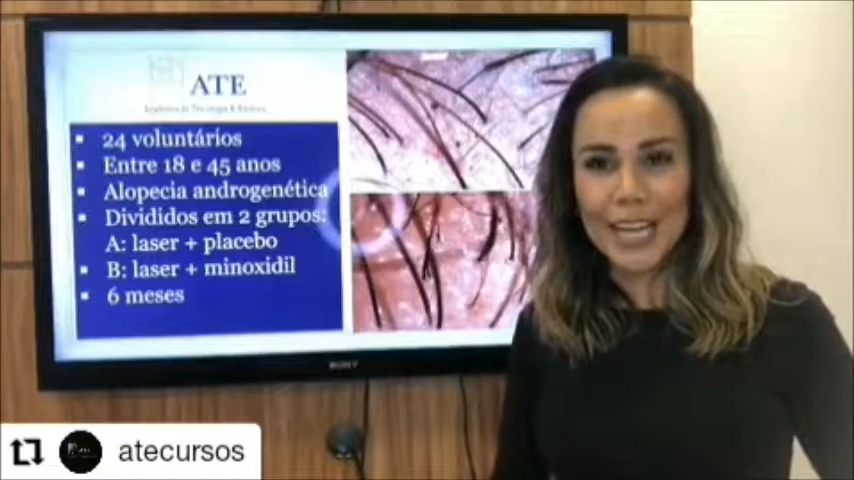 ATE
▪ 24 voluntários
▪ Entre 18 e 45 anos
▪ Alopecia androgenética
▪ Divididos em 2 grupos:
A: laser + placebo
▪ B: laser + minoxidil
▪ 6 meses
SONY
atecursos